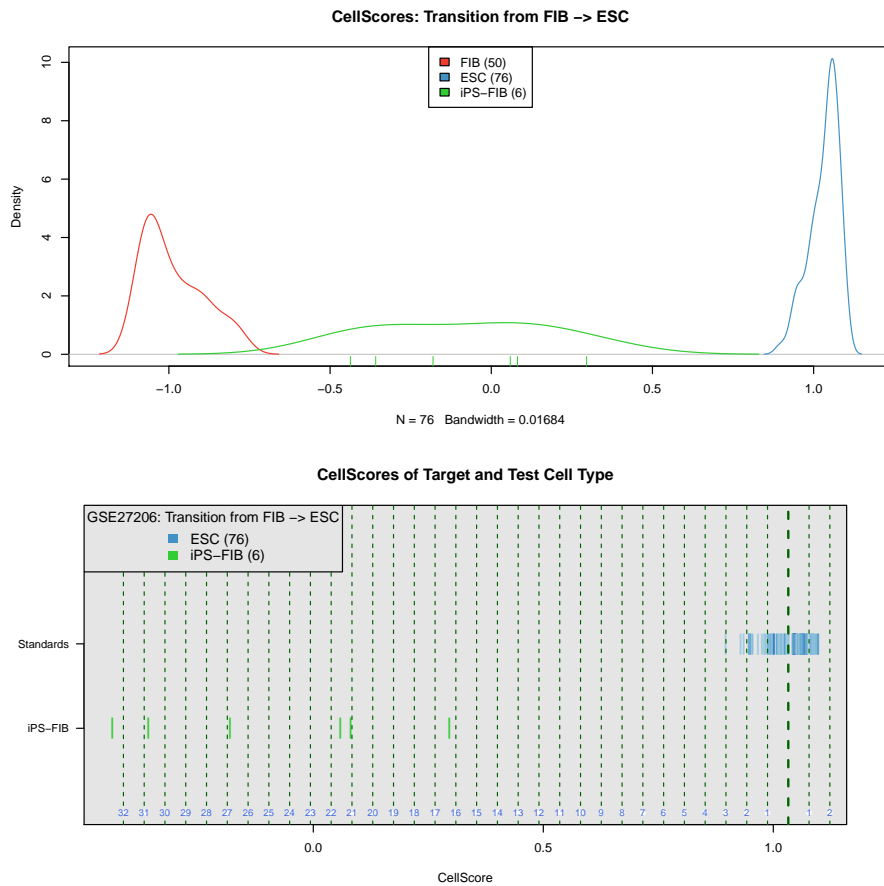 CellScores: Transition from FIB −> ESC
FIB (50)
ESC (76)
iPS−FIB (6)
Density
0 2 4 6 8 10
−1.0 −0.5 0.0 0.5 1.0
N = 76 Bandwidth = 0.01684
CellScores of Target and Test Cell Type
GSE27206: Transition from FIB −> ESC
ESC (76)
iPS−FIB (6)
Standards
iPS−FIB
32 31 30 29 28 27 26 25 24 23 22 21 20 19 18 17 16 15 14 13 12 11 10 9 8 7 6 5 4 3 2 1 1 2
0.0 0.5 1.0
CellScore